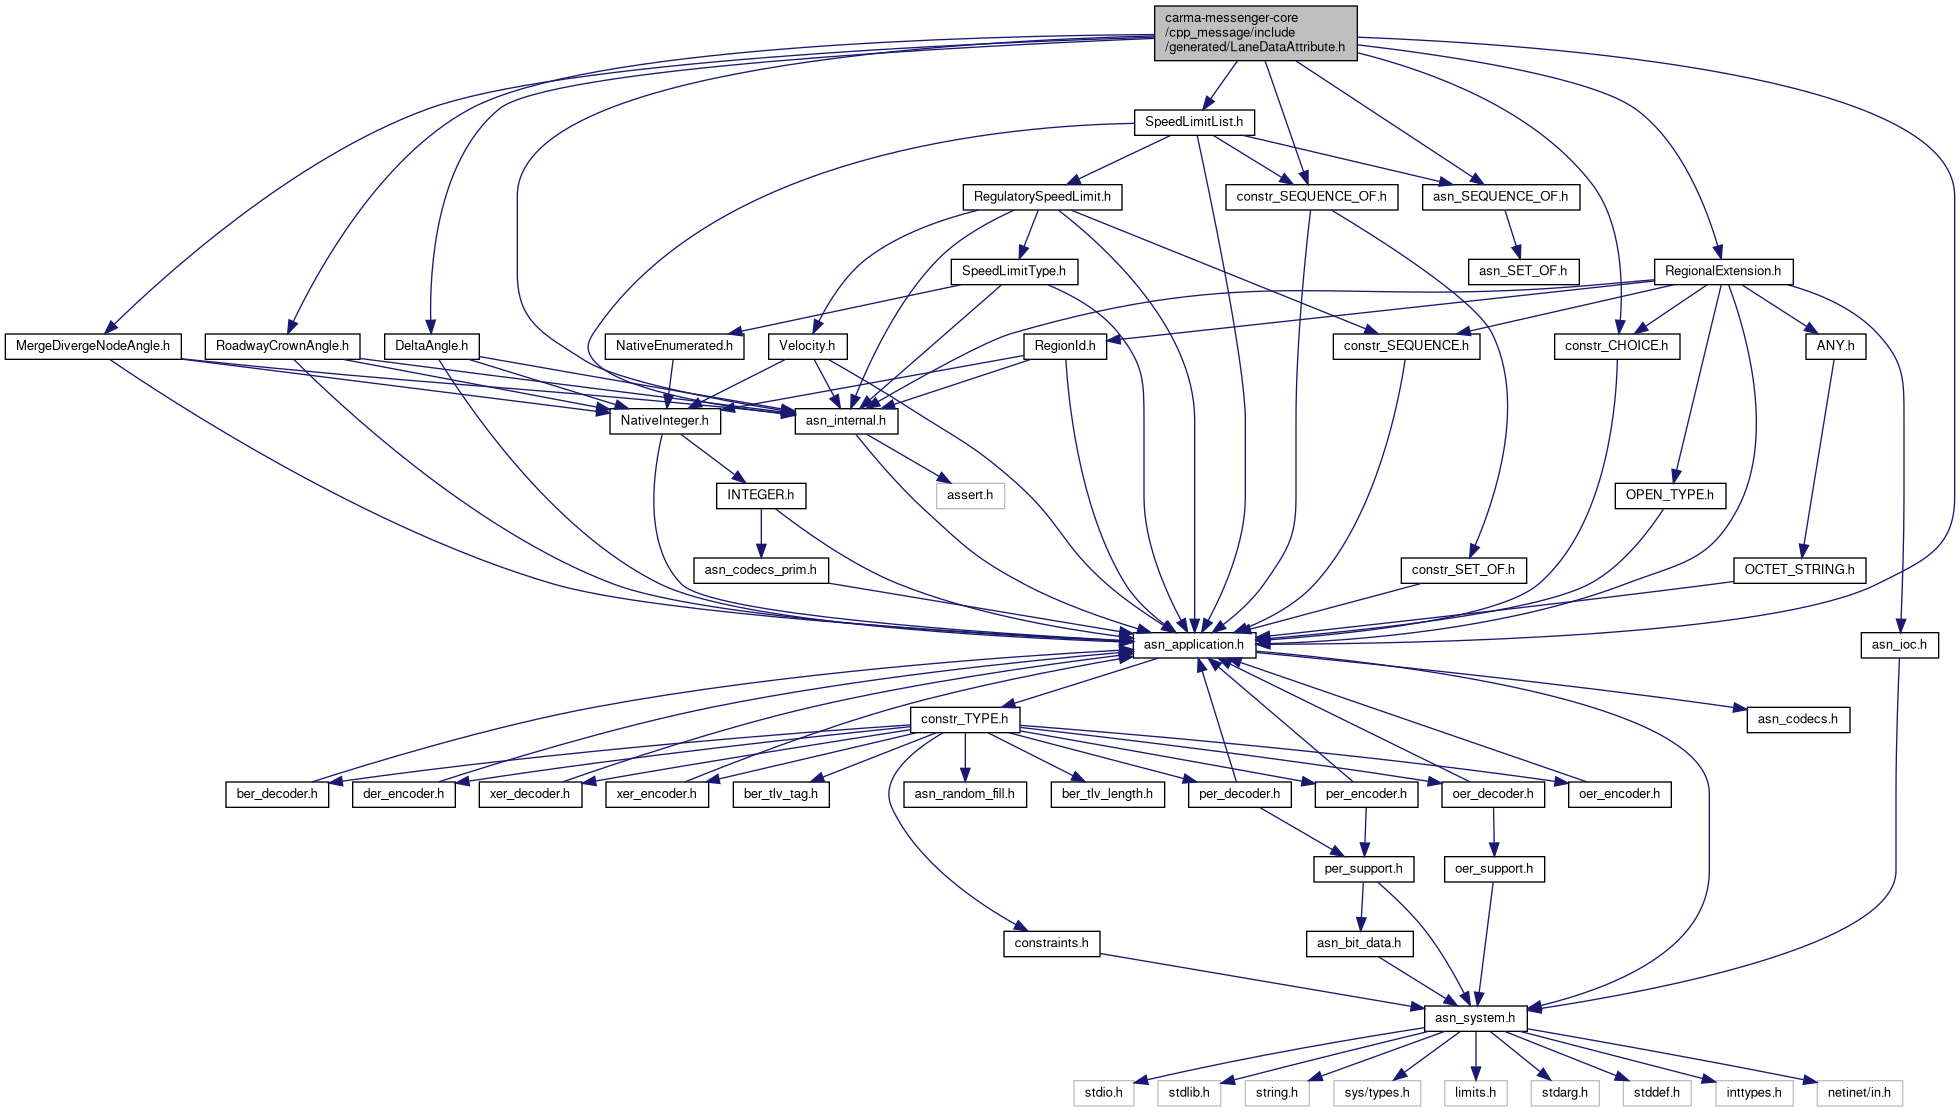 carma-messenger-core
/cpp_message/include
/generated/LaneDataAttribute.h
SpeedLimitList.h
RegulatorySpeedLimit.h
constr_SEQUENCE_OF.h
asn_SEQUENCE_OF.h
SpeedLimitType.h
asn_SET_OF.h
RegionalExtension.h
MergeDivergeNodeAngle.h
RoadwayCrownAngle.h
DeltaAngle.h
NativeEnumerated.h
Velocity.h
RegionId.h
constr_SEQUENCE.h
constr_CHOICE.h
ANY.h
NativeInteger.h
asn_internal.h
INTEGER.h
assert.h
OPEN_TYPE.h
asn_codecs_prim.h
constr_SET_OF.h
OCTET_STRING.h
asn_application.h
asn_ioc.h
constr_TYPE.h
asn_codecs.h
ber_decoder.h
der_encoder.h
xer_decoder.h
xer_encoder.h
ber_tlv_tag.h
asn_random_fill.h
ber_tlv_length.h
per_decoder.h
per_encoder.h
oer_decoder.h
oer_encoder.h
per_support.h
oer_support.h
constraints.h
asn_bit_data.h
asn_system.h
stdio.h
stdlib.h
string.h
sys/types.h
limits.h
stdarg.h
stddef.h
inttypes.h
netinet/in.h